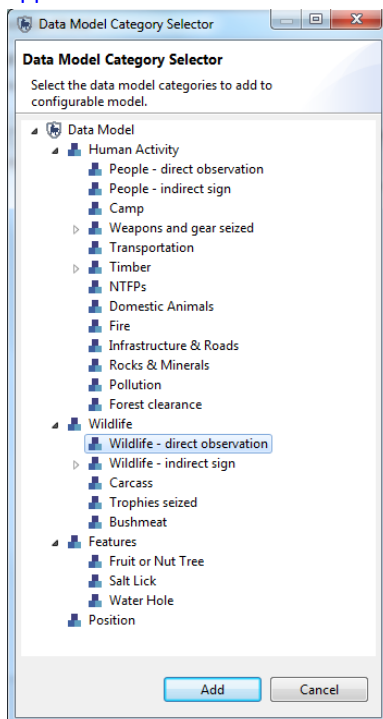 Data Model Category Selector
Data Model Category Selector
Select the data model categories to add to
configurable model.
Data Model
Human Activity
People - direct observation
People - indirect sign
Camp
Weapons and gear seized
Transportation
Timber
NTFPs
Domestic Animals
Fire
Infrastructure & Roads
Rocks & Minerals
Pollution
Forest clearance
Wildlife
Wildlife - direct observation
Wildlife - indirect sign
Carcass
Trophies seized
Bushmeat
Features
Fruit or Nut Tree
Salt Lick
Water Hole
Position
Add Cancel